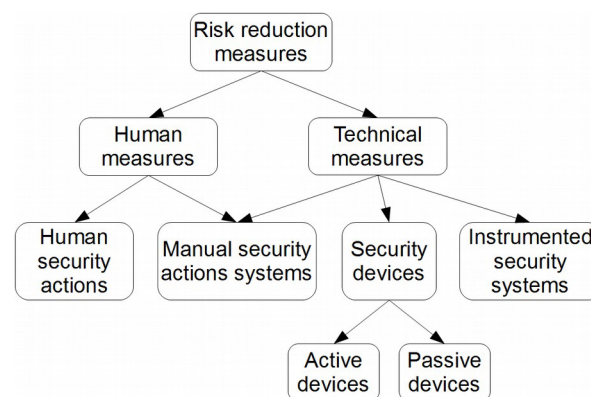 Risk reduction
measures
Human
measures
Technical
measures
Human
security
actions
Manual security
actions systems
Security
devices
Instrumented
security
systems
Active
devices
Passive
devices